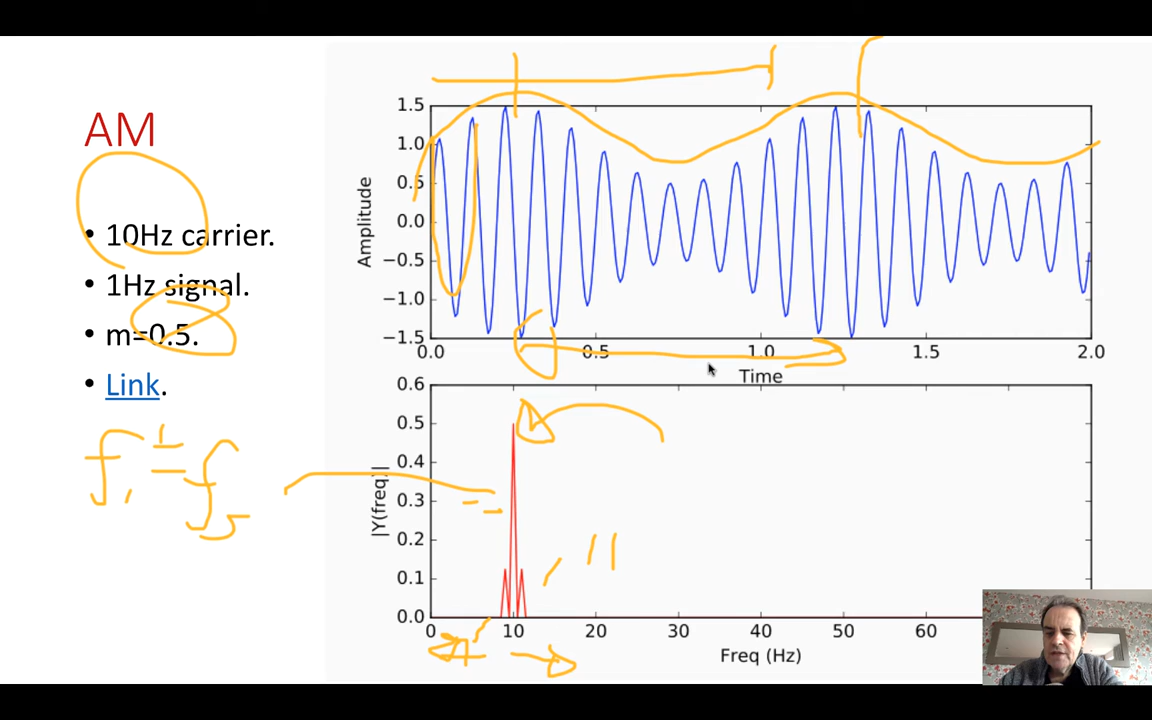 AM
• 10Hz carrier.
• 1Hz signal.
• m=0.5.
• Link.
1.5
1.0
0.5
0.0
−0.5
−1.0
−1.5
Amplitude
0.0 0.5 1.0 1.5 2.0
Time
0.6
0.5
0.4
0.3
0.2
0.1
0.0
|Y(freq)|
0 10 20 30 40 50 60
Freq (Hz)
11